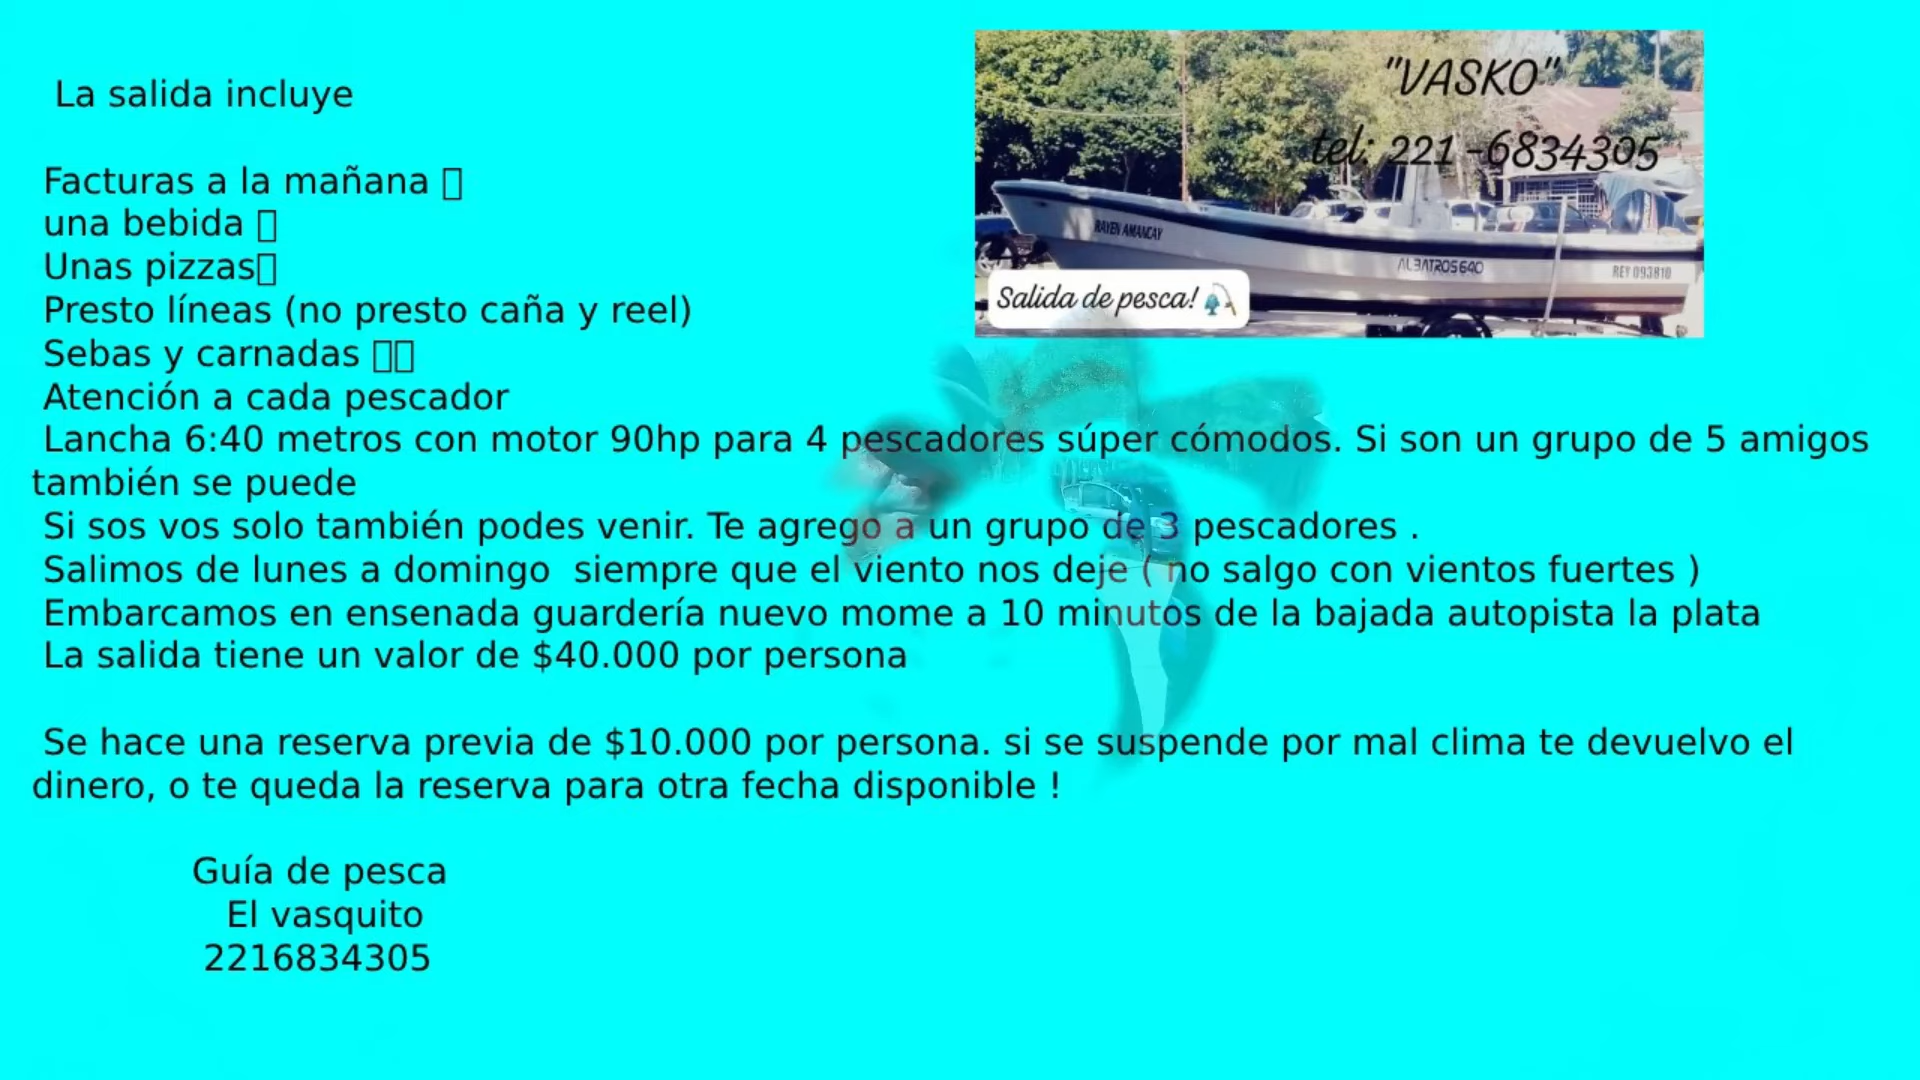 "VASKO"
tel: 221-6834305
RAYEN AMANCAY
ALBATROS 640
REY 093810
Salida de pesca!
La salida incluye
Facturas a la mañana
una bebida
Unas pizzas
Presto líneas (no presto caña y reel)
Sebas y carnadas
Atención a cada pescador
Lancha 6:40 metros con motor 90hp para 4 pescadores súper cómodos. Si son un grupo de 5 amigos
también se puede
Si sos vos solo también podes venir. Te agrego a un grupo de 3 pescadores .
Salimos de lunes a domingo  siempre que el viento nos deje ( no salgo con vientos fuertes )
Embarcamos en ensenada guardería nuevo mome a 10 minutos de la bajada autopista la plata
La salida tiene un valor de $40.000 por persona
Se hace una reserva previa de $10.000 por persona. si se suspende por mal clima te devuelvo el
dinero, o te queda la reserva para otra fecha disponible !
Guía de pesca
El vasquito
2216834305